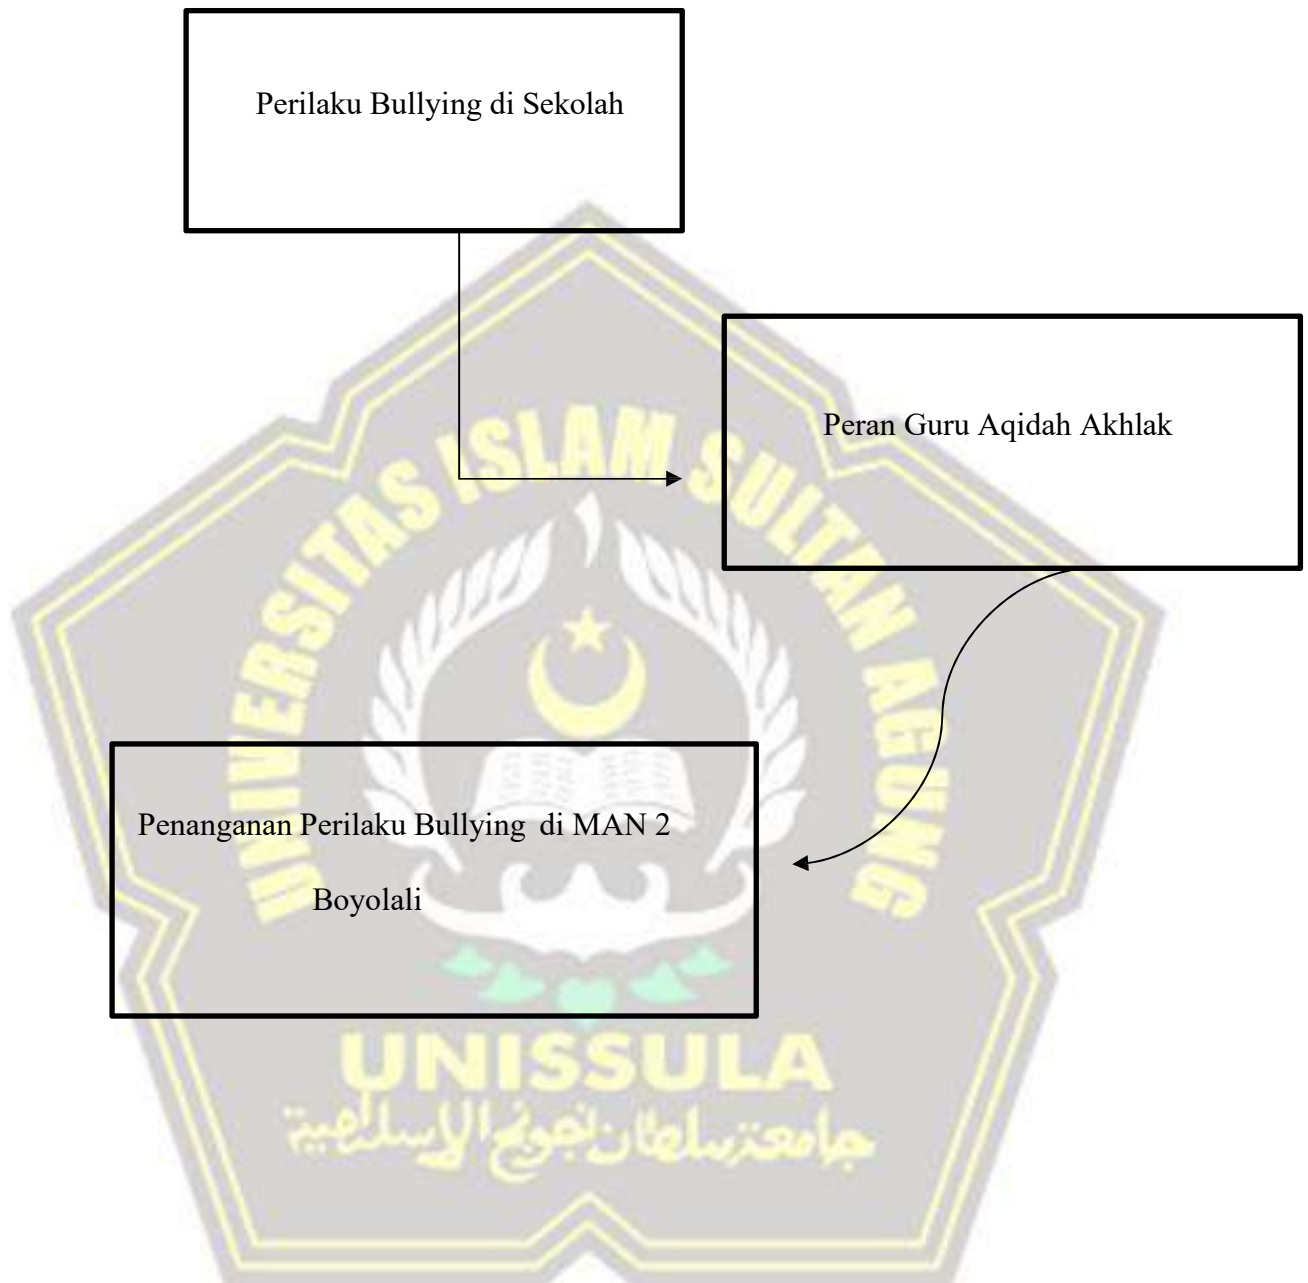 Perilaku Bullying di Sekolah
Peran Guru Aqidah Akhlak
Penanganan Perilaku Bullying di MAN 2
Boyolali
UNIVERSITAS ISLAM SULTAN AGUNG
UNISSULA
جامعة سلطان أجونج الإسلامية